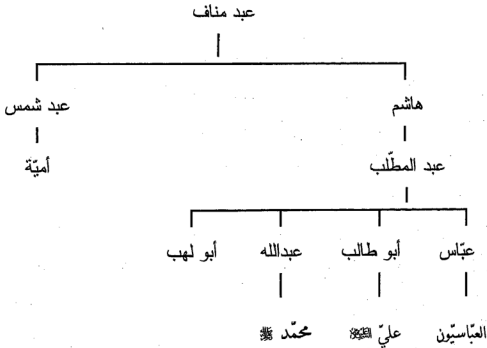 عبد مناف
هاشم عبد شمس
عبد المطّلب أميّة
عبّاس أبو طالب عبدالله أبو لهب
العبّاسيّون عليّ محمّد ﷺ